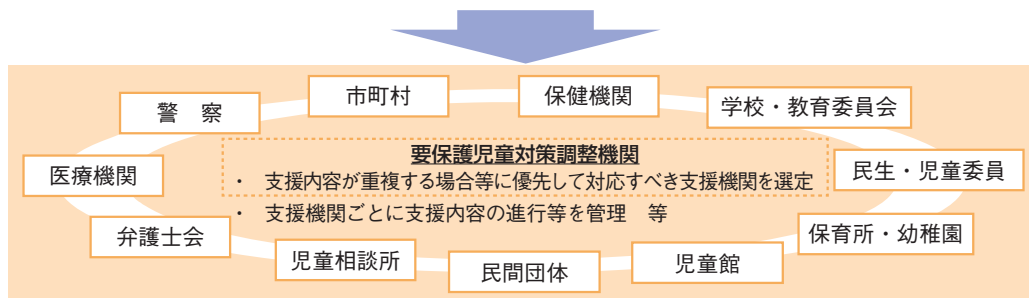 市町村
保健機関
警　察
学校・教育委員会
要保護児童対策調整機関
医療機関
・　支援内容が重複する場合等に優先して対応すべき支援機関を選定
民生・児童委員
・　支援機関ごとに支援内容の進行等を管理　等
弁護士会
保育所・幼稚園
児童相談所
民間団体
児童館